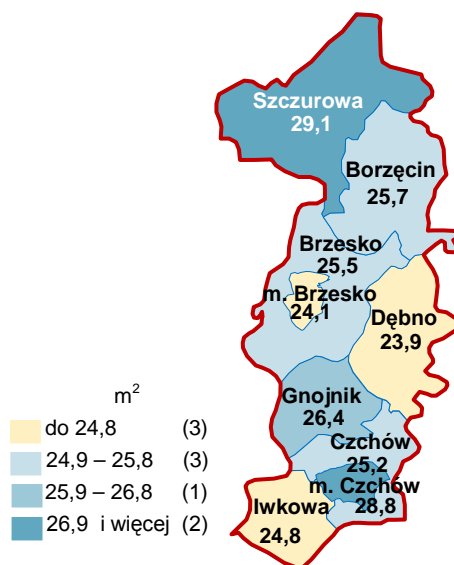 Szczurowa
29,1
Borzęcin
25,7
Brzesko
25,5
m. Brzesko
24,1
Dębno
23,9
Gnojnik
26,4
Czchów
25,2
m. Czchów
28,8
Iwkowa
24,8
m²
do 24,8 (3)
24,9 – 25,8 (3)
25,9 – 26,8 (1)
26,9 i więcej (2)